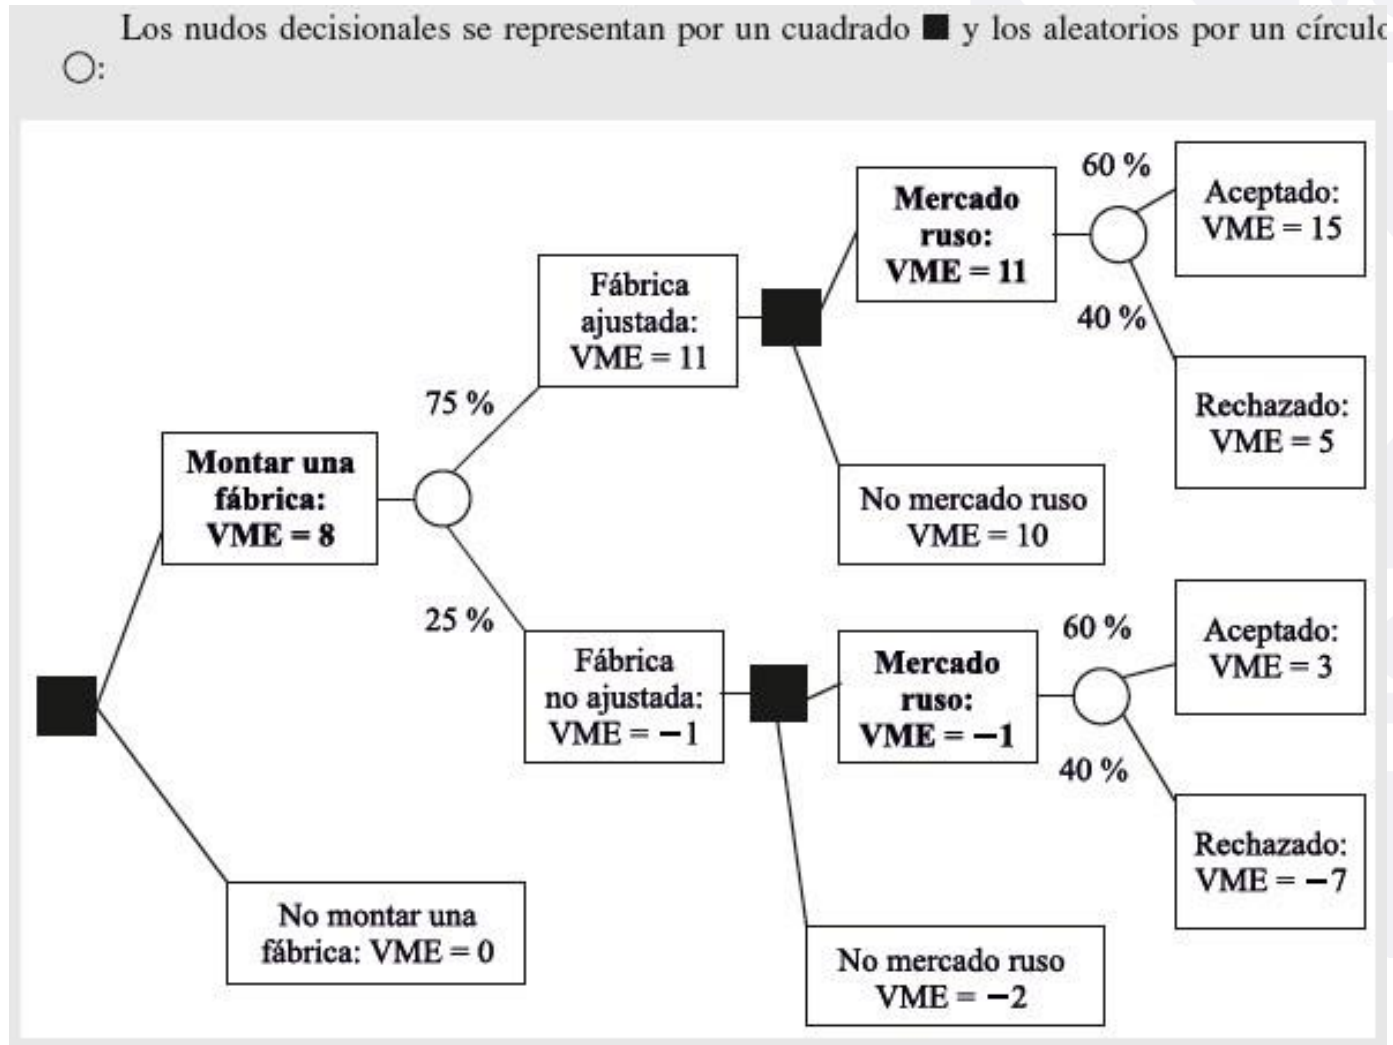 Los nudos decisionales se representan por un cuadrado ■ y los aleatorios por un círculo
○:
60 %
Aceptado:
VME = 15
Mercado
ruso:
VME = 11
40 %
Fábrica
ajustada:
VME = 11
Rechazado:
VME = 5
75 %
Montar una
fábrica:
VME = 8
No mercado ruso
VME = 10
25 %
60 %
Aceptado:
VME = 3
Fábrica
no ajustada:
VME = −1
Mercado
ruso:
VME = −1
40 %
Rechazado:
VME = −7
No montar una
fábrica: VME = 0
No mercado ruso
VME = −2